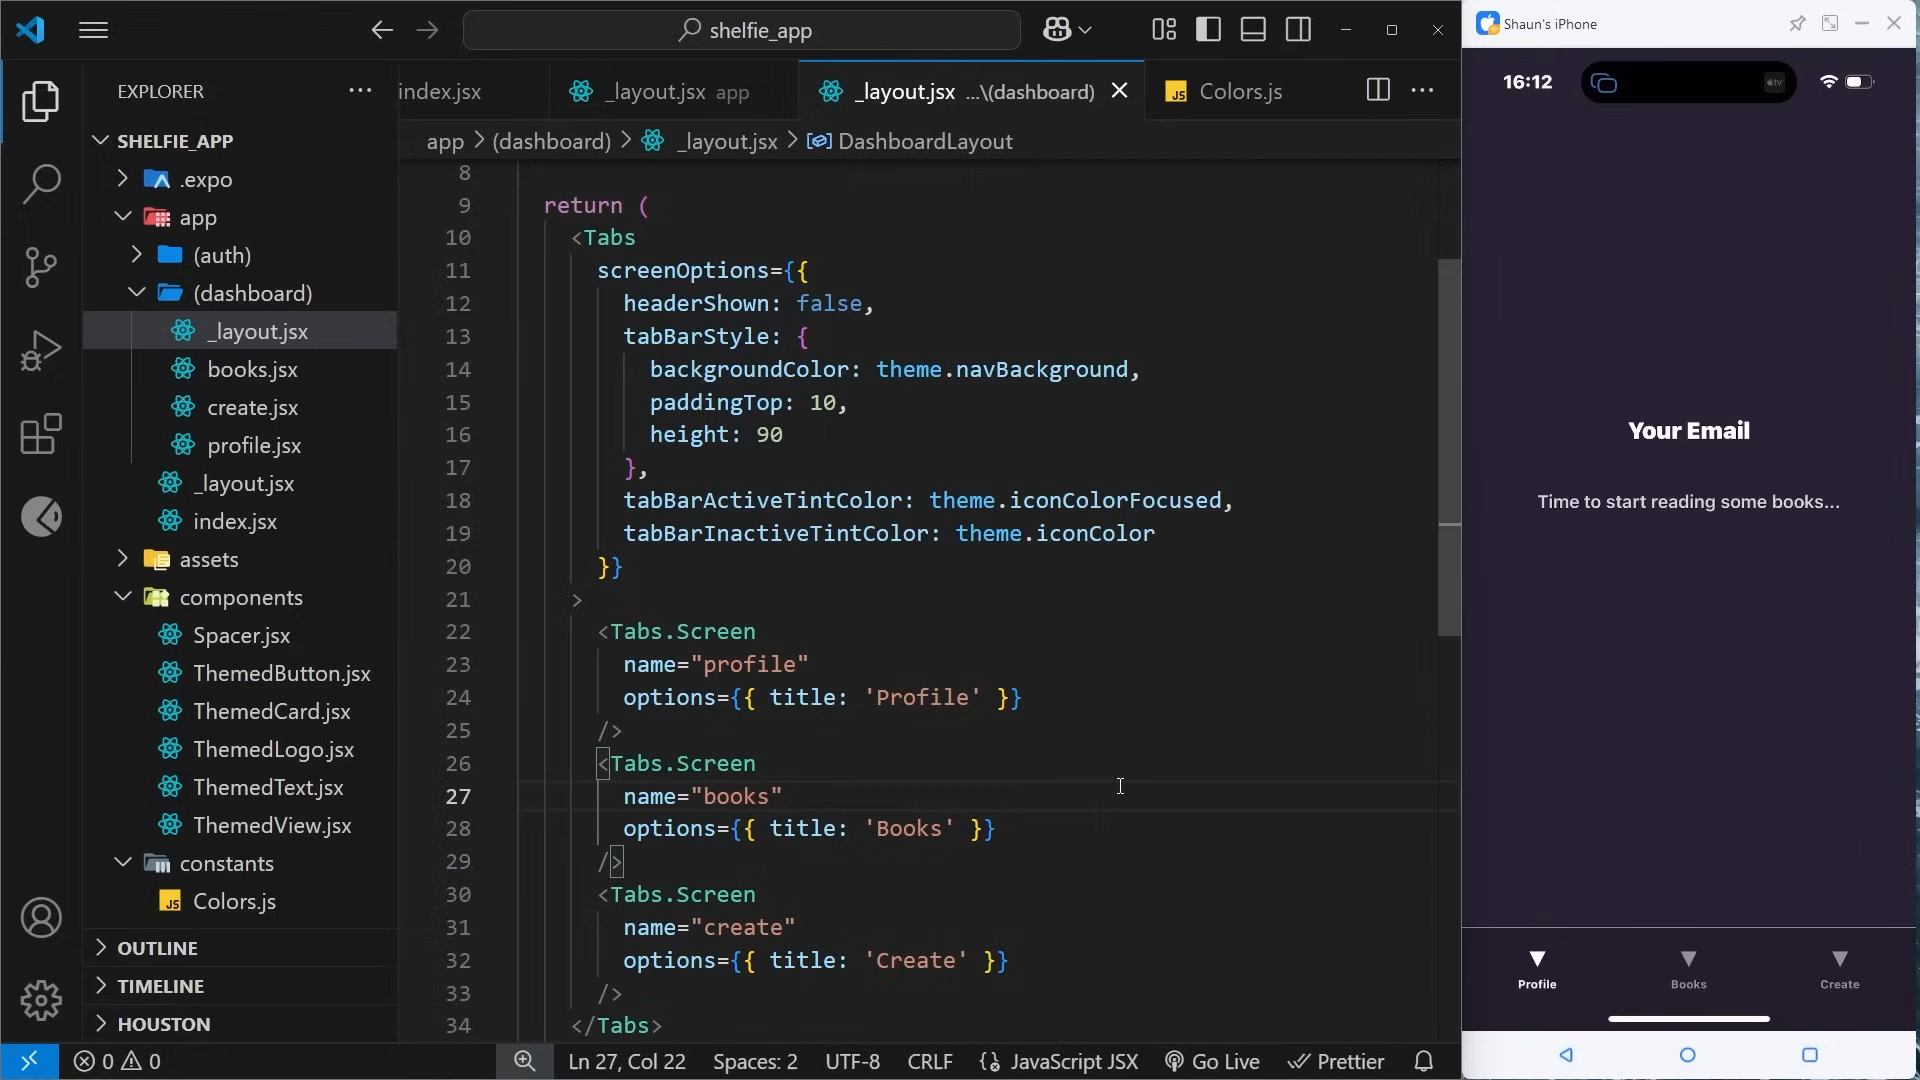 shelfie_app
Shaun's iPhone
EXPLORER
index.jsx
_layout.jsx app
_layout.jsx ...\(dashboard)
JS Colors.js
app > (dashboard) > _layout.jsx > DashboardLayout
SHELFIE_APP
.expo
app
(auth)
(dashboard)
_layout.jsx
books.jsx
create.jsx
profile.jsx
_layout.jsx
index.jsx
assets
components
Spacer.jsx
ThemedButton.jsx
ThemedCard.jsx
ThemedLogo.jsx
ThemedText.jsx
ThemedView.jsx
constants
JS Colors.js
OUTLINE
TIMELINE
HOUSTON
8
9 return (
10 <Tabs
11 screenOptions={{
12 headerShown: false,
13 tabBarStyle: {
14 backgroundColor: theme.navBackground,
15 paddingTop: 10,
16 height: 90
17 },
18 tabBarActiveTintColor: theme.iconColorFocused,
19 tabBarInactiveTintColor: theme.iconColor
20 }}
21 >
22 <Tabs.Screen
23 name="profile"
24 options={{ title: 'Profile' }}
25 />
26 <Tabs.Screen
27 name="books"
28 options={{ title: 'Books' }}
29 />
30 <Tabs.Screen
31 name="create"
32 options={{ title: 'Create' }}
33 />
34 </Tabs>
0 0
Ln 27, Col 22 Spaces: 2 UTF-8 CRLF {} JavaScript JSX Go Live Prettier
16:12
tv
Your Email
Time to start reading some books...
Profile Books Create